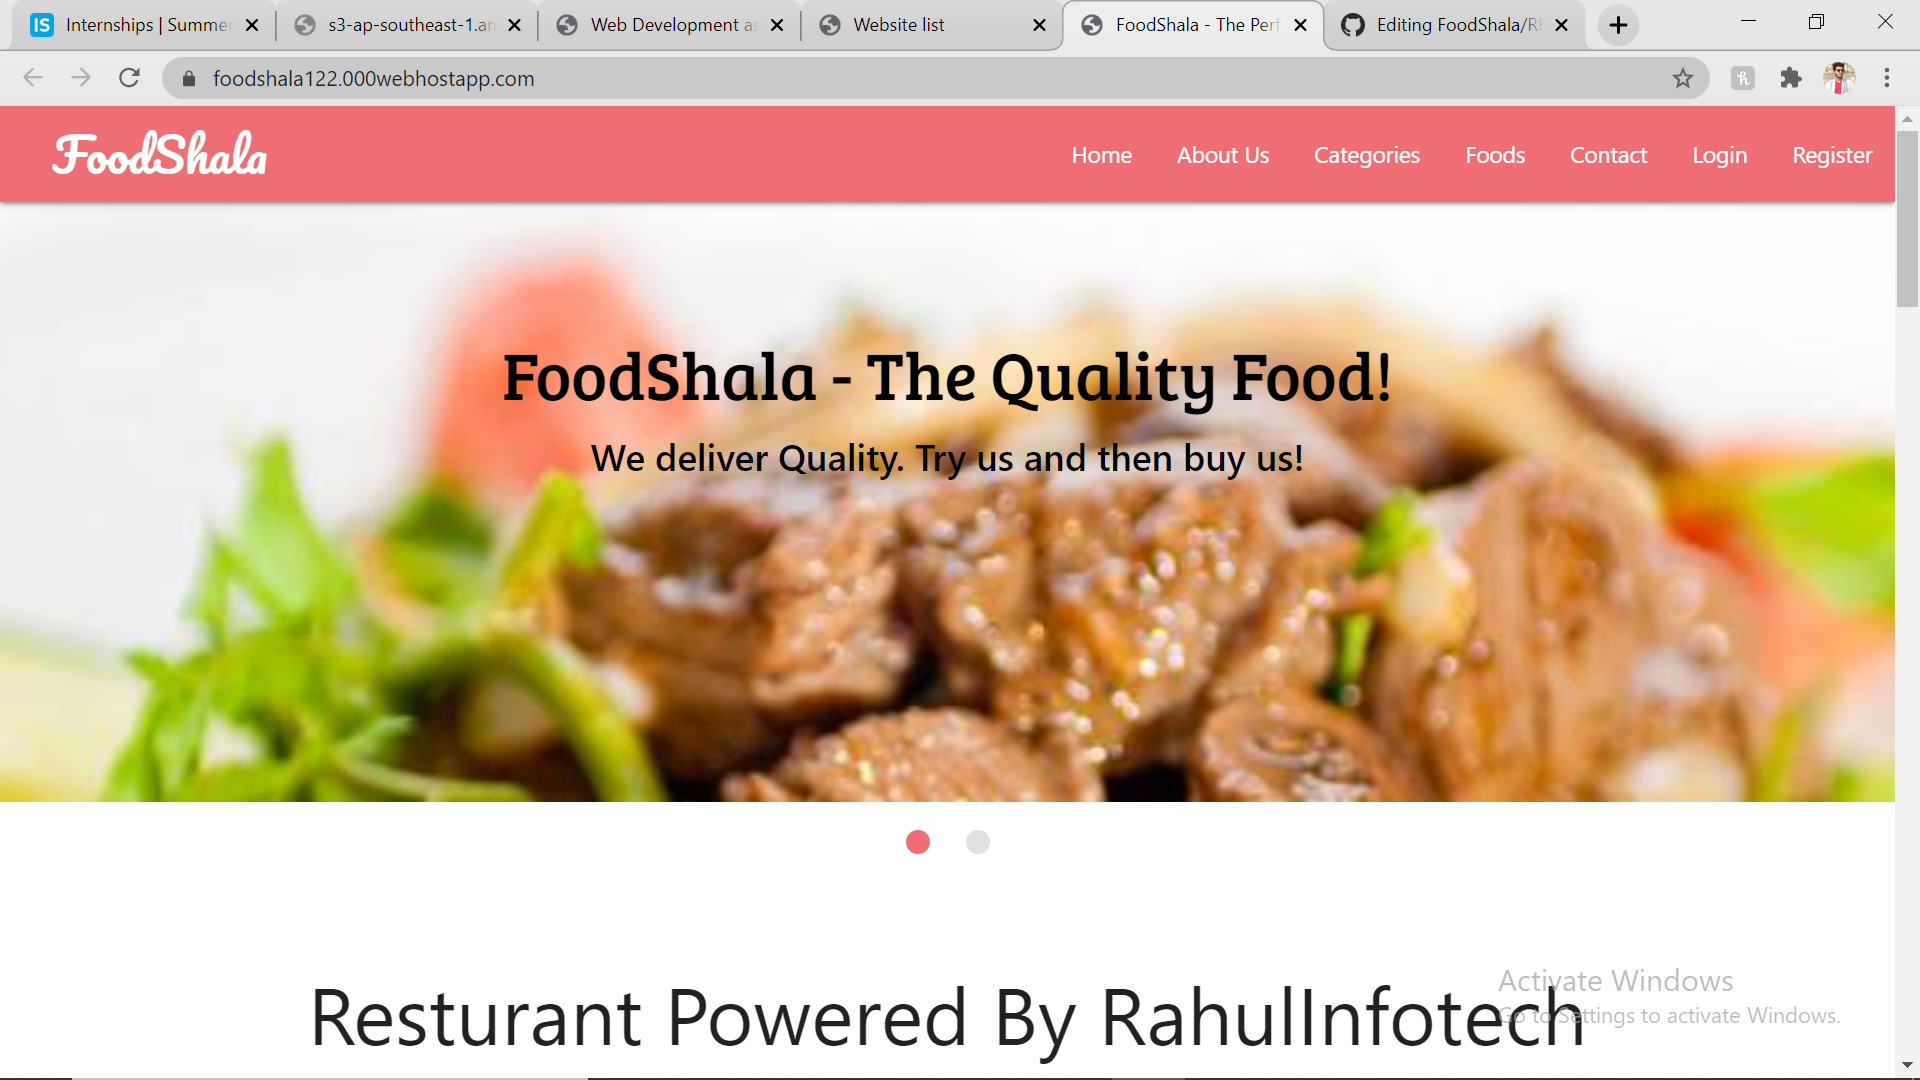 IS Internships | Summer
s3-ap-southeast-1.an
Web Development as
Website list
FoodShala - The Perf
Editing FoodShala/R
foodshala122.000webhostapp.com
FoodShala
Home About Us Categories Foods Contact Login Register
FoodShala - The Quality Food!
We deliver Quality. Try us and then buy us!
Resturant Powered By RahulInfotech
Activate Windows
Go to Settings to activate Windows.